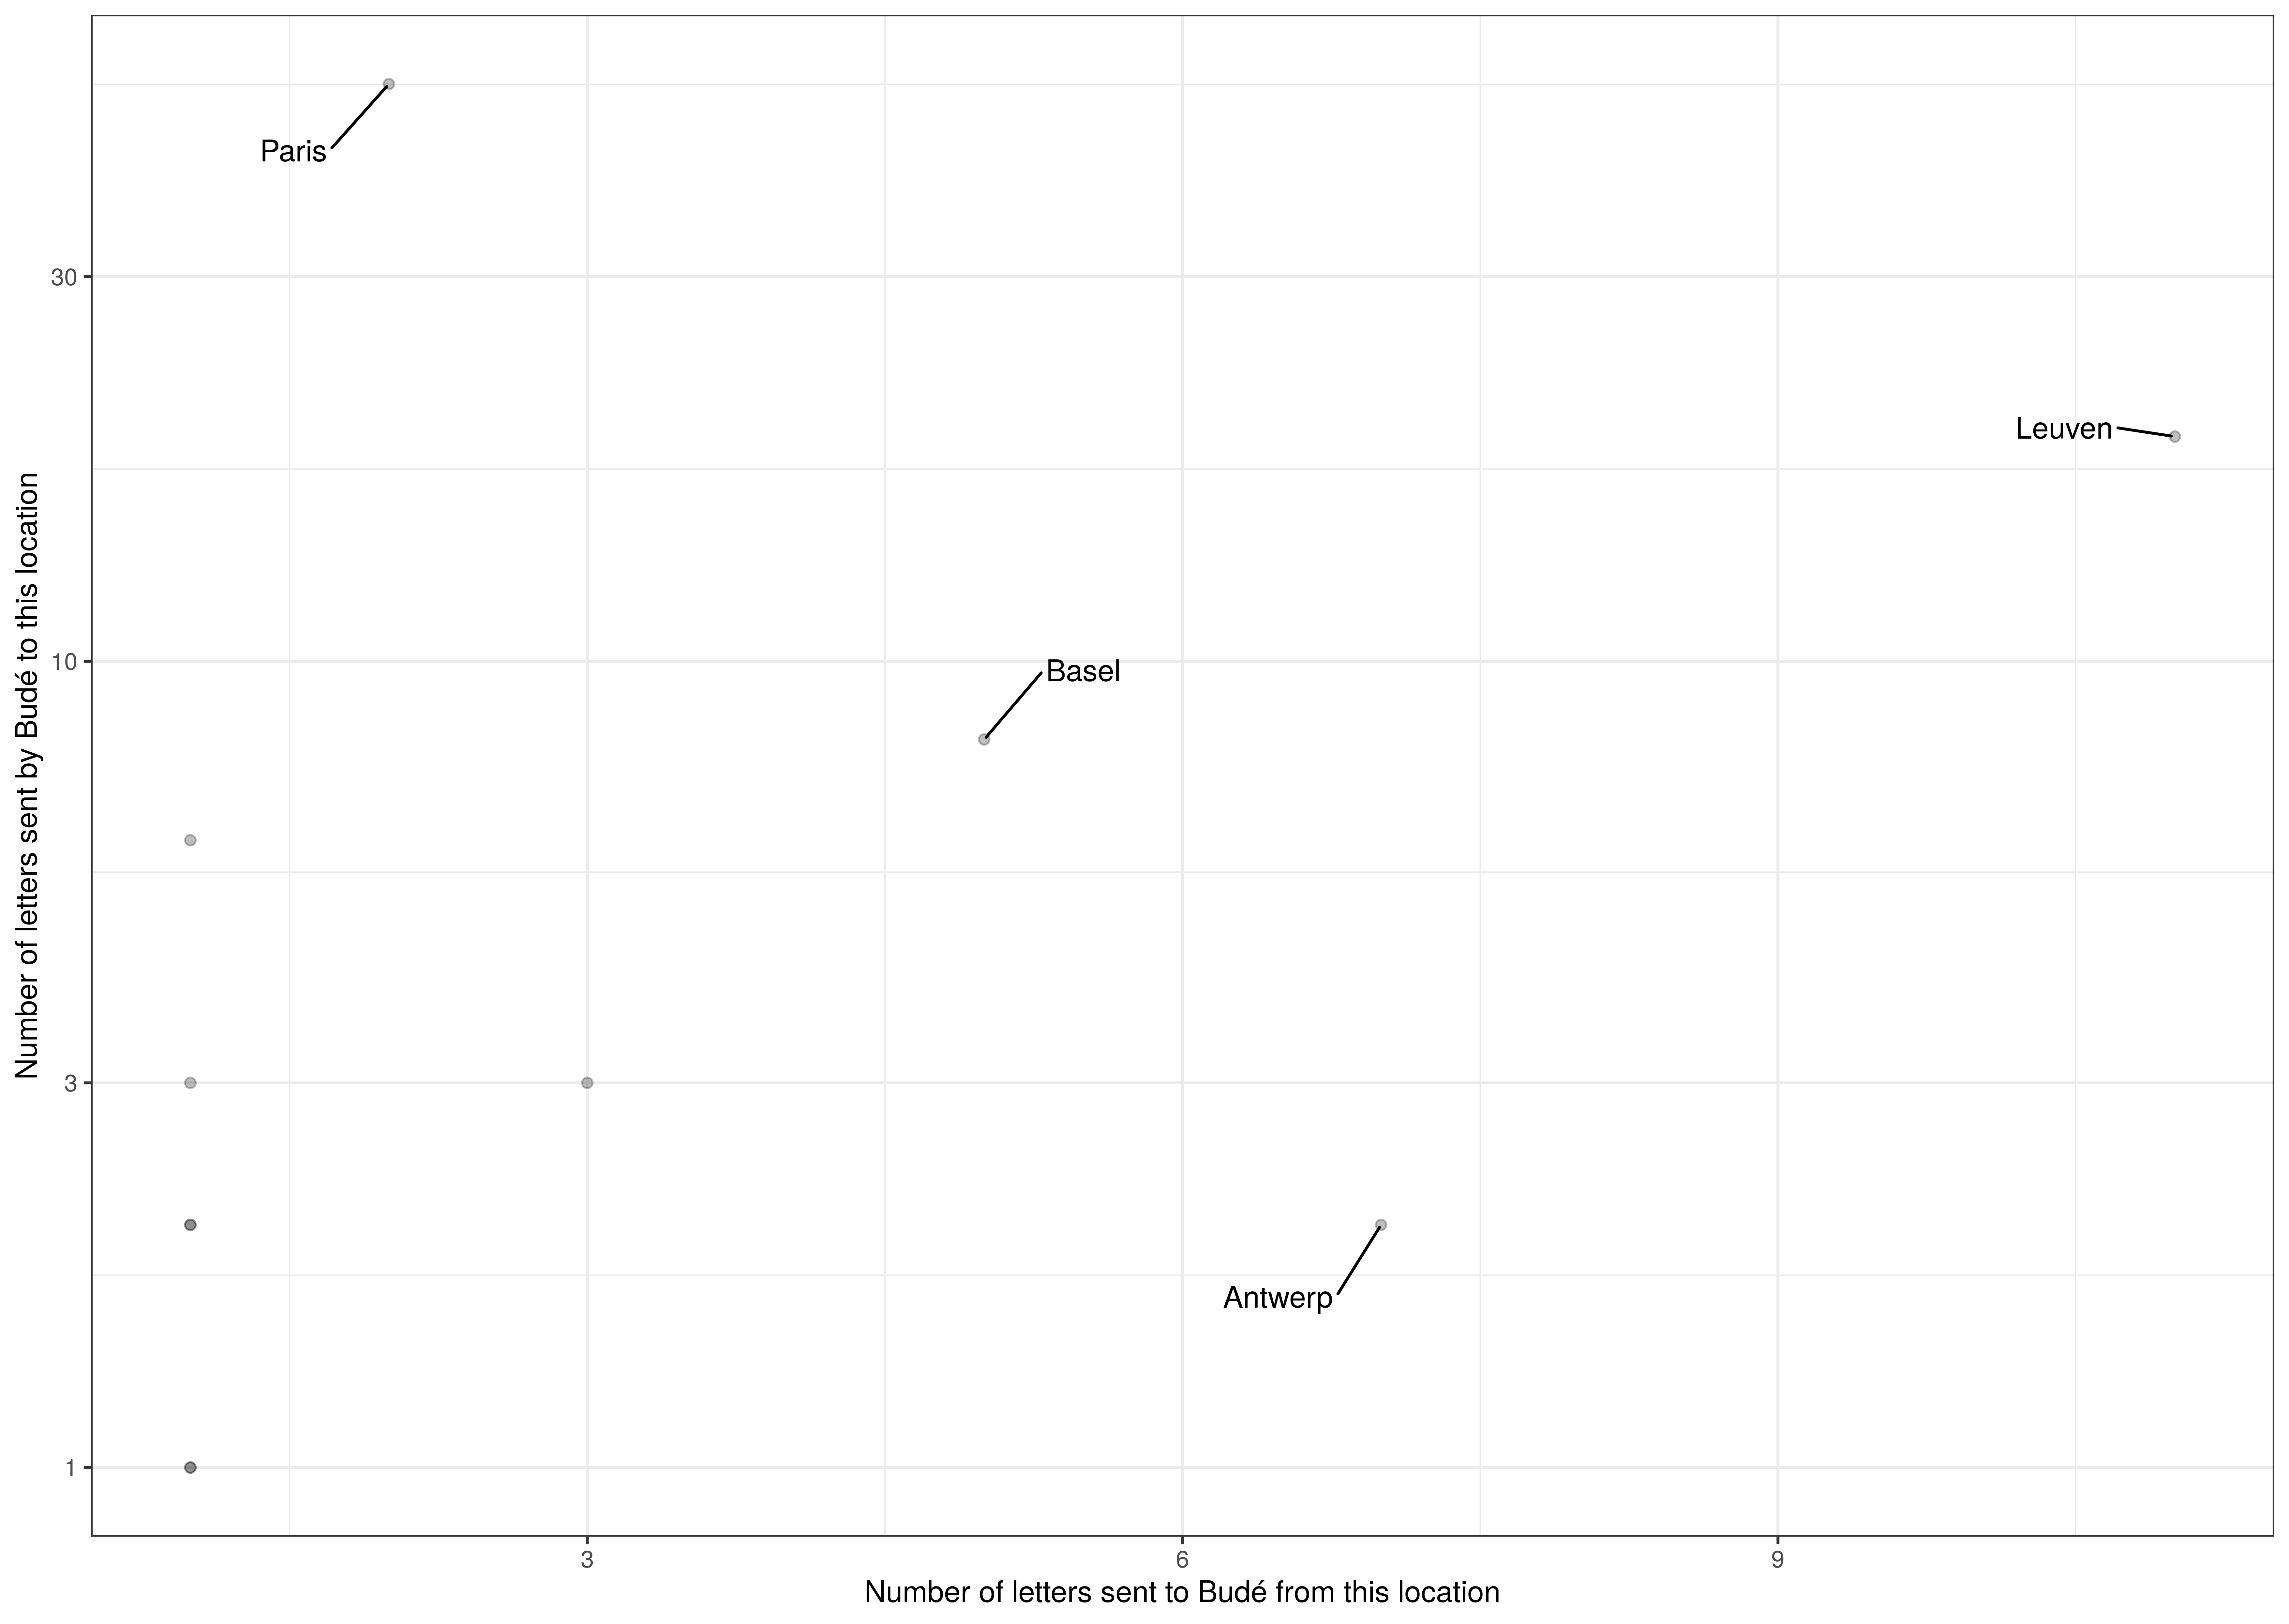 Paris
30
Leuven
10
Basel
3
Antwerp
1
3
6
9
Number of letters sent to Budé from this location
Number of letters sent by Budé to this location